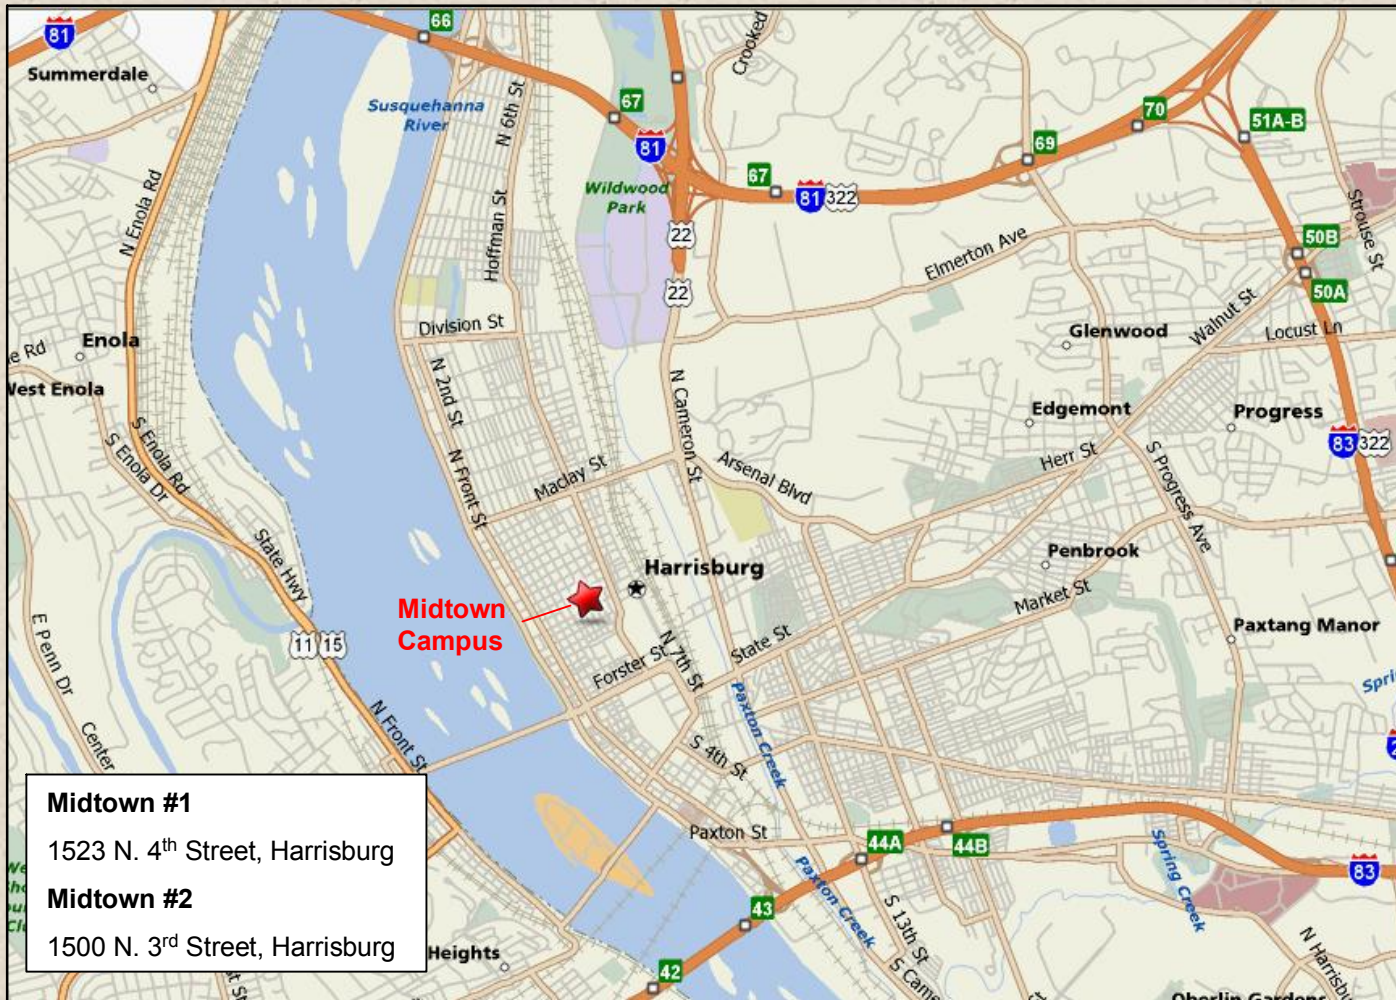 81
66
Summerdale
Susquehanna
River
N 6th St
Crooked
67
81
Wildwood
Park
67
81
322
69
70
51A-B
Strouse St
N Enola Rd
Hoffman St
22
22
Elmerton Ave
50B
50A
Walnut St
Locust Ln
Glenwood
Division St
Enola
West Enola
N 2nd St
N Cameron St
Edgemont
Progress
83
322
S Enola Rd
S Enola Dr
N Front St
Maclay St
Arsenal Blvd
Herr St
S Progress Ave
State Hwy
Harrisburg
Penbrook
Market St
Midtown
Campus
11
15
E Penn Dr
Forster St
N 7th St
State St
Paxtang Manor
Center
N Front St
Paxton Creek
S 4th St
Paxton St
44A
44B
Spring Creek
83
Paxton Creek
43
S 13th St
42
Heights
Midtown #1
1523 N. 4th Street, Harrisburg
Midtown #2
1500 N. 3rd Street, Harrisburg